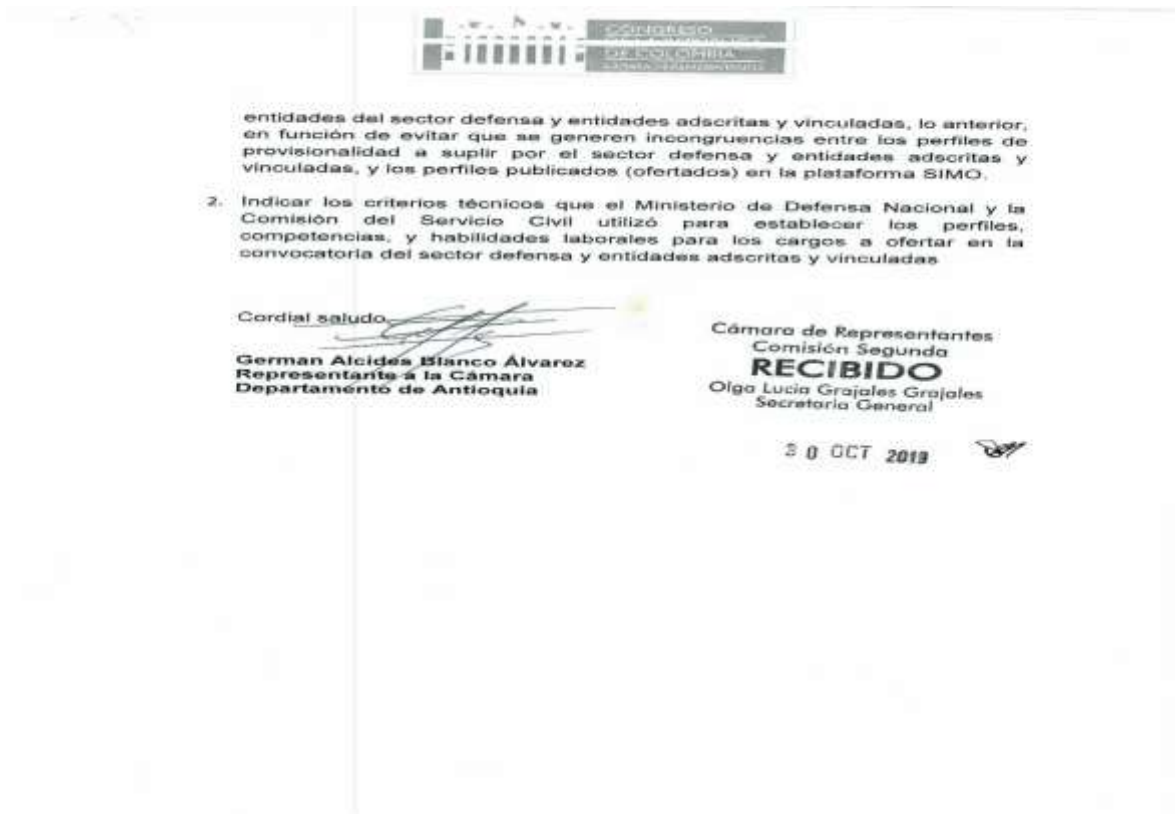 CONGRESO
DE COLOMBIA
entidades del sector defensa y entidades adscritas y vinculadas, lo anterior,
en función de evitar que se generen incongruencias entre los perfiles de
provisionalidad a suplir por el sector defensa y entidades adscritas y
vinculadas, y los perfiles publicados (ofertados) en la plataforma SIMO.
2. Indicar los criterios técnicos que el Ministerio de Defensa Nacional y la
Comisión del Servicio Civil utilizó para establecer los perfiles,
competencias, y habilidades laborales para los cargos a ofertar en la
convocatoria del sector defensa y entidades adscritas y vinculadas
Cordial saludo,
German Alcides Blanco Álvarez
Representante a la Cámara
Departamento de Antioquia
Cámara de Representantes
Comisión Segunda
RECIBIDO
Olga Lucia Grajales Grajales
Secretaria General
30 OCT 2019